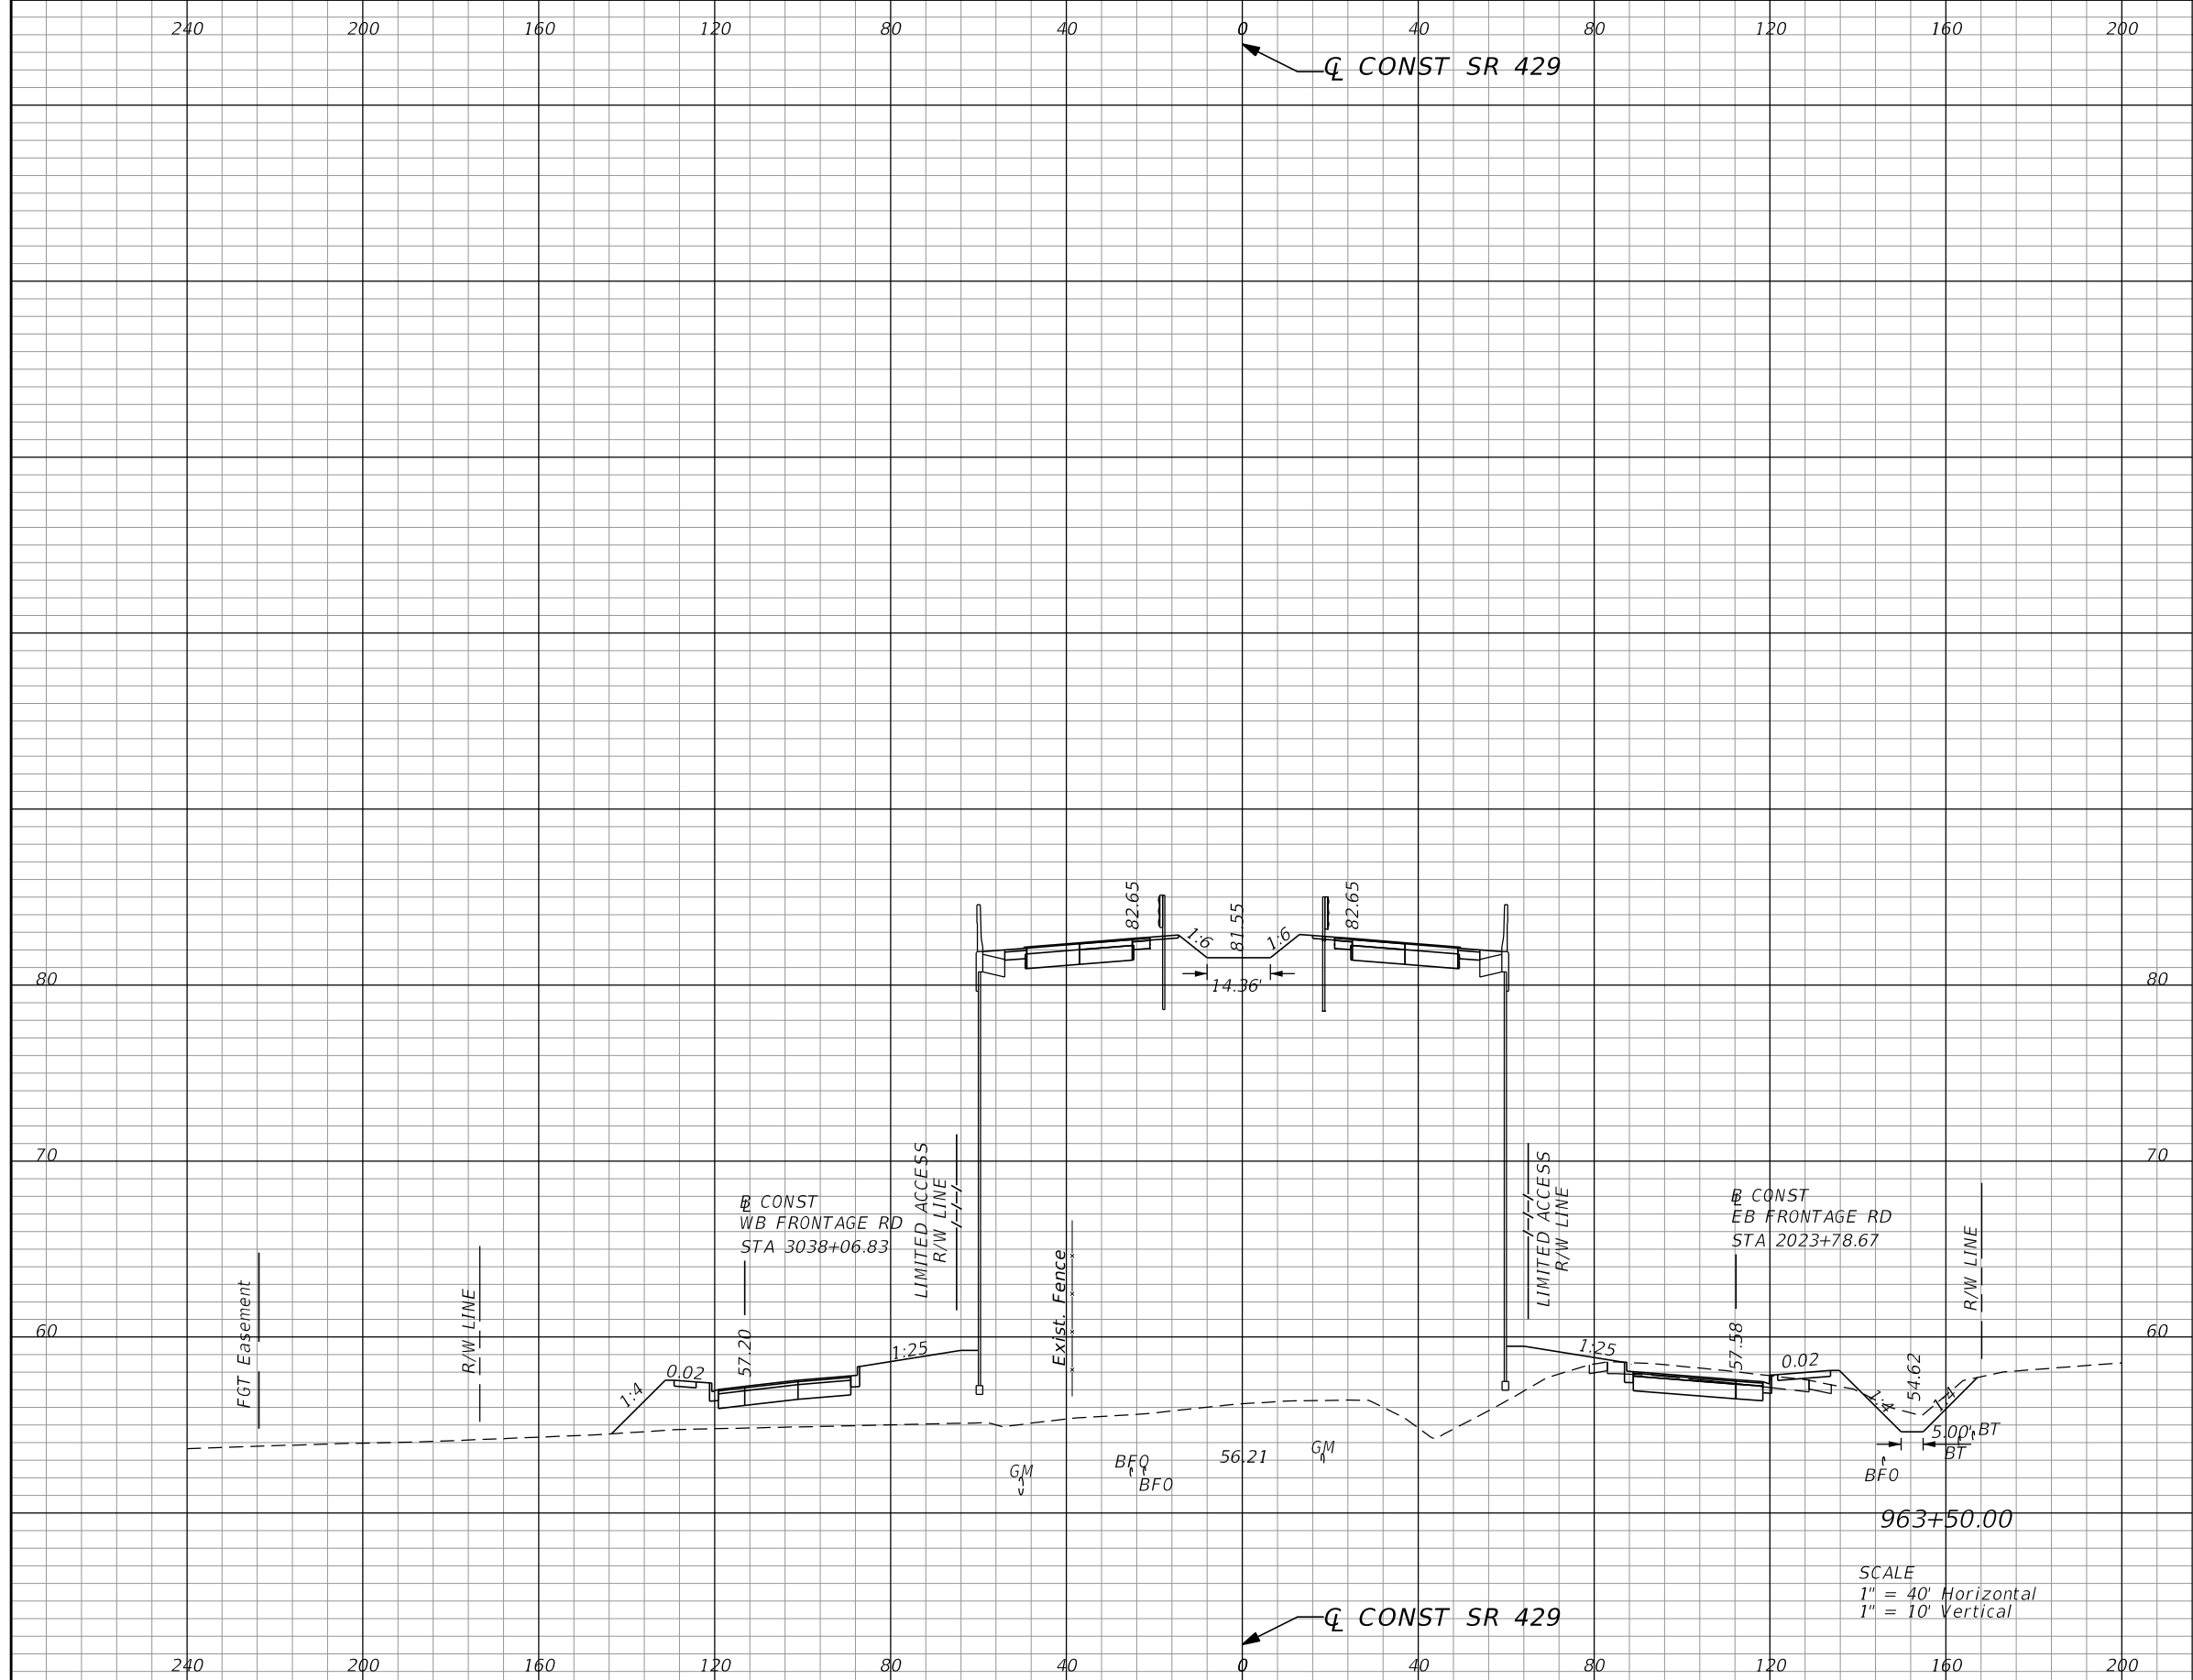 240 200 160 120 80 40 0 40 80 120 160 200
℄ CONST SR 429
82.65
1:6
81.55
1:6
82.65
14.36'
80
80
70
70
LIMITED ACCESS
R/W LINE
LIMITED ACCESS
R/W LINE
℄ CONST
WB FRONTAGE RD
STA 3038+06.83
℄ CONST
EB FRONTAGE RD
STA 2023+78.67
FGT Easement
R/W LINE
Exist. Fence
R/W LINE
60
60
1:4
0.02
57.20
1:25
1:25
57.58
0.02
1:4
54.62
1:4
5.00'
BT
BT
BFO
GM
BFO
BFO
56.21
GM
963+50.00
SCALE
1" = 40' Horizontal
1" = 10' Vertical
℄ CONST SR 429
240 200 160 120 80 40 0 40 80 120 160 200